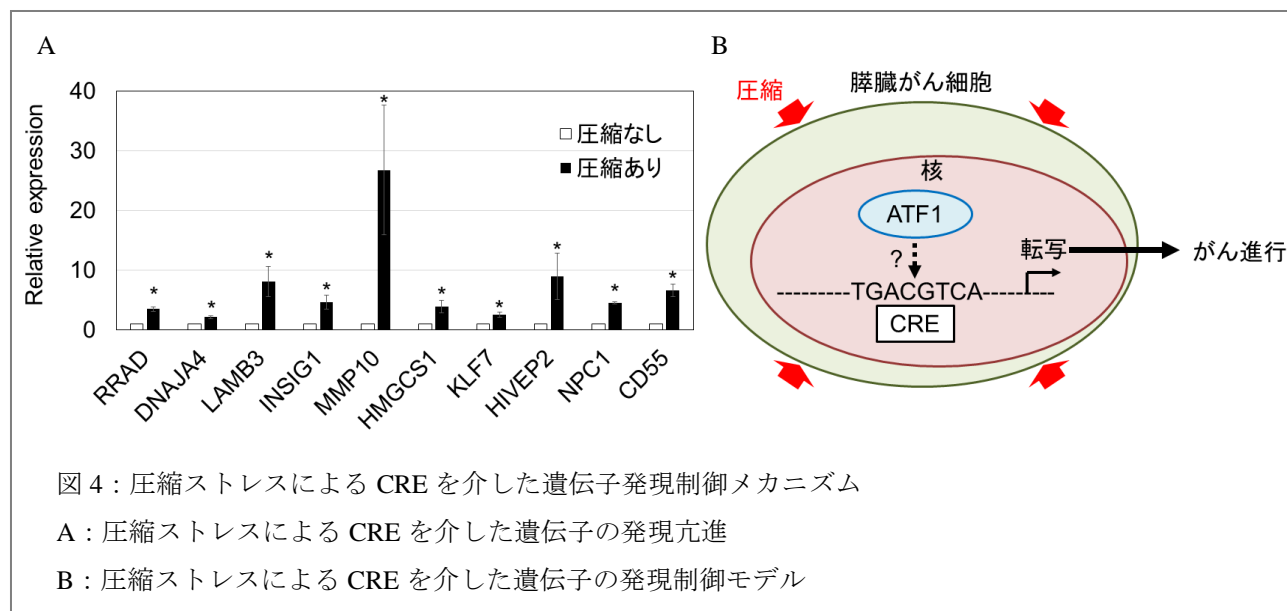 A
Relative expression
40
30
20
10
0
圧縮なし
圧縮あり
*
*
*
*
*
*
*
*
*
*
RRAD
DNAJA4
LAMB3
INSIG1
MMP10
HMGCS1
KLF7
HIVEP2
NPC1
CD55
B
圧縮
膵臓がん細胞
核
ATF1
?
転写
がん進行
------------TGACGTCA------------
CRE
図 4：圧縮ストレスによる CRE を介した遺伝子発現制御メカニズム
A：圧縮ストレスによる CRE を介した遺伝子の発現亢進
B：圧縮ストレスによる CRE を介した遺伝子の発現制御モデル